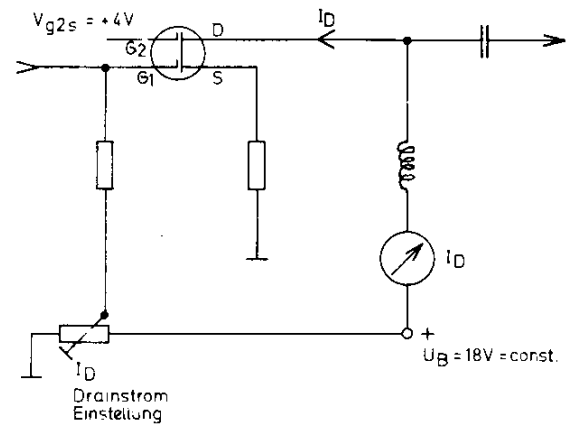 Vg2s = +4V
G2
D
ID
G1
S
ID
+
UB = 18V = const.
ID
Drainstrom
Einstellung